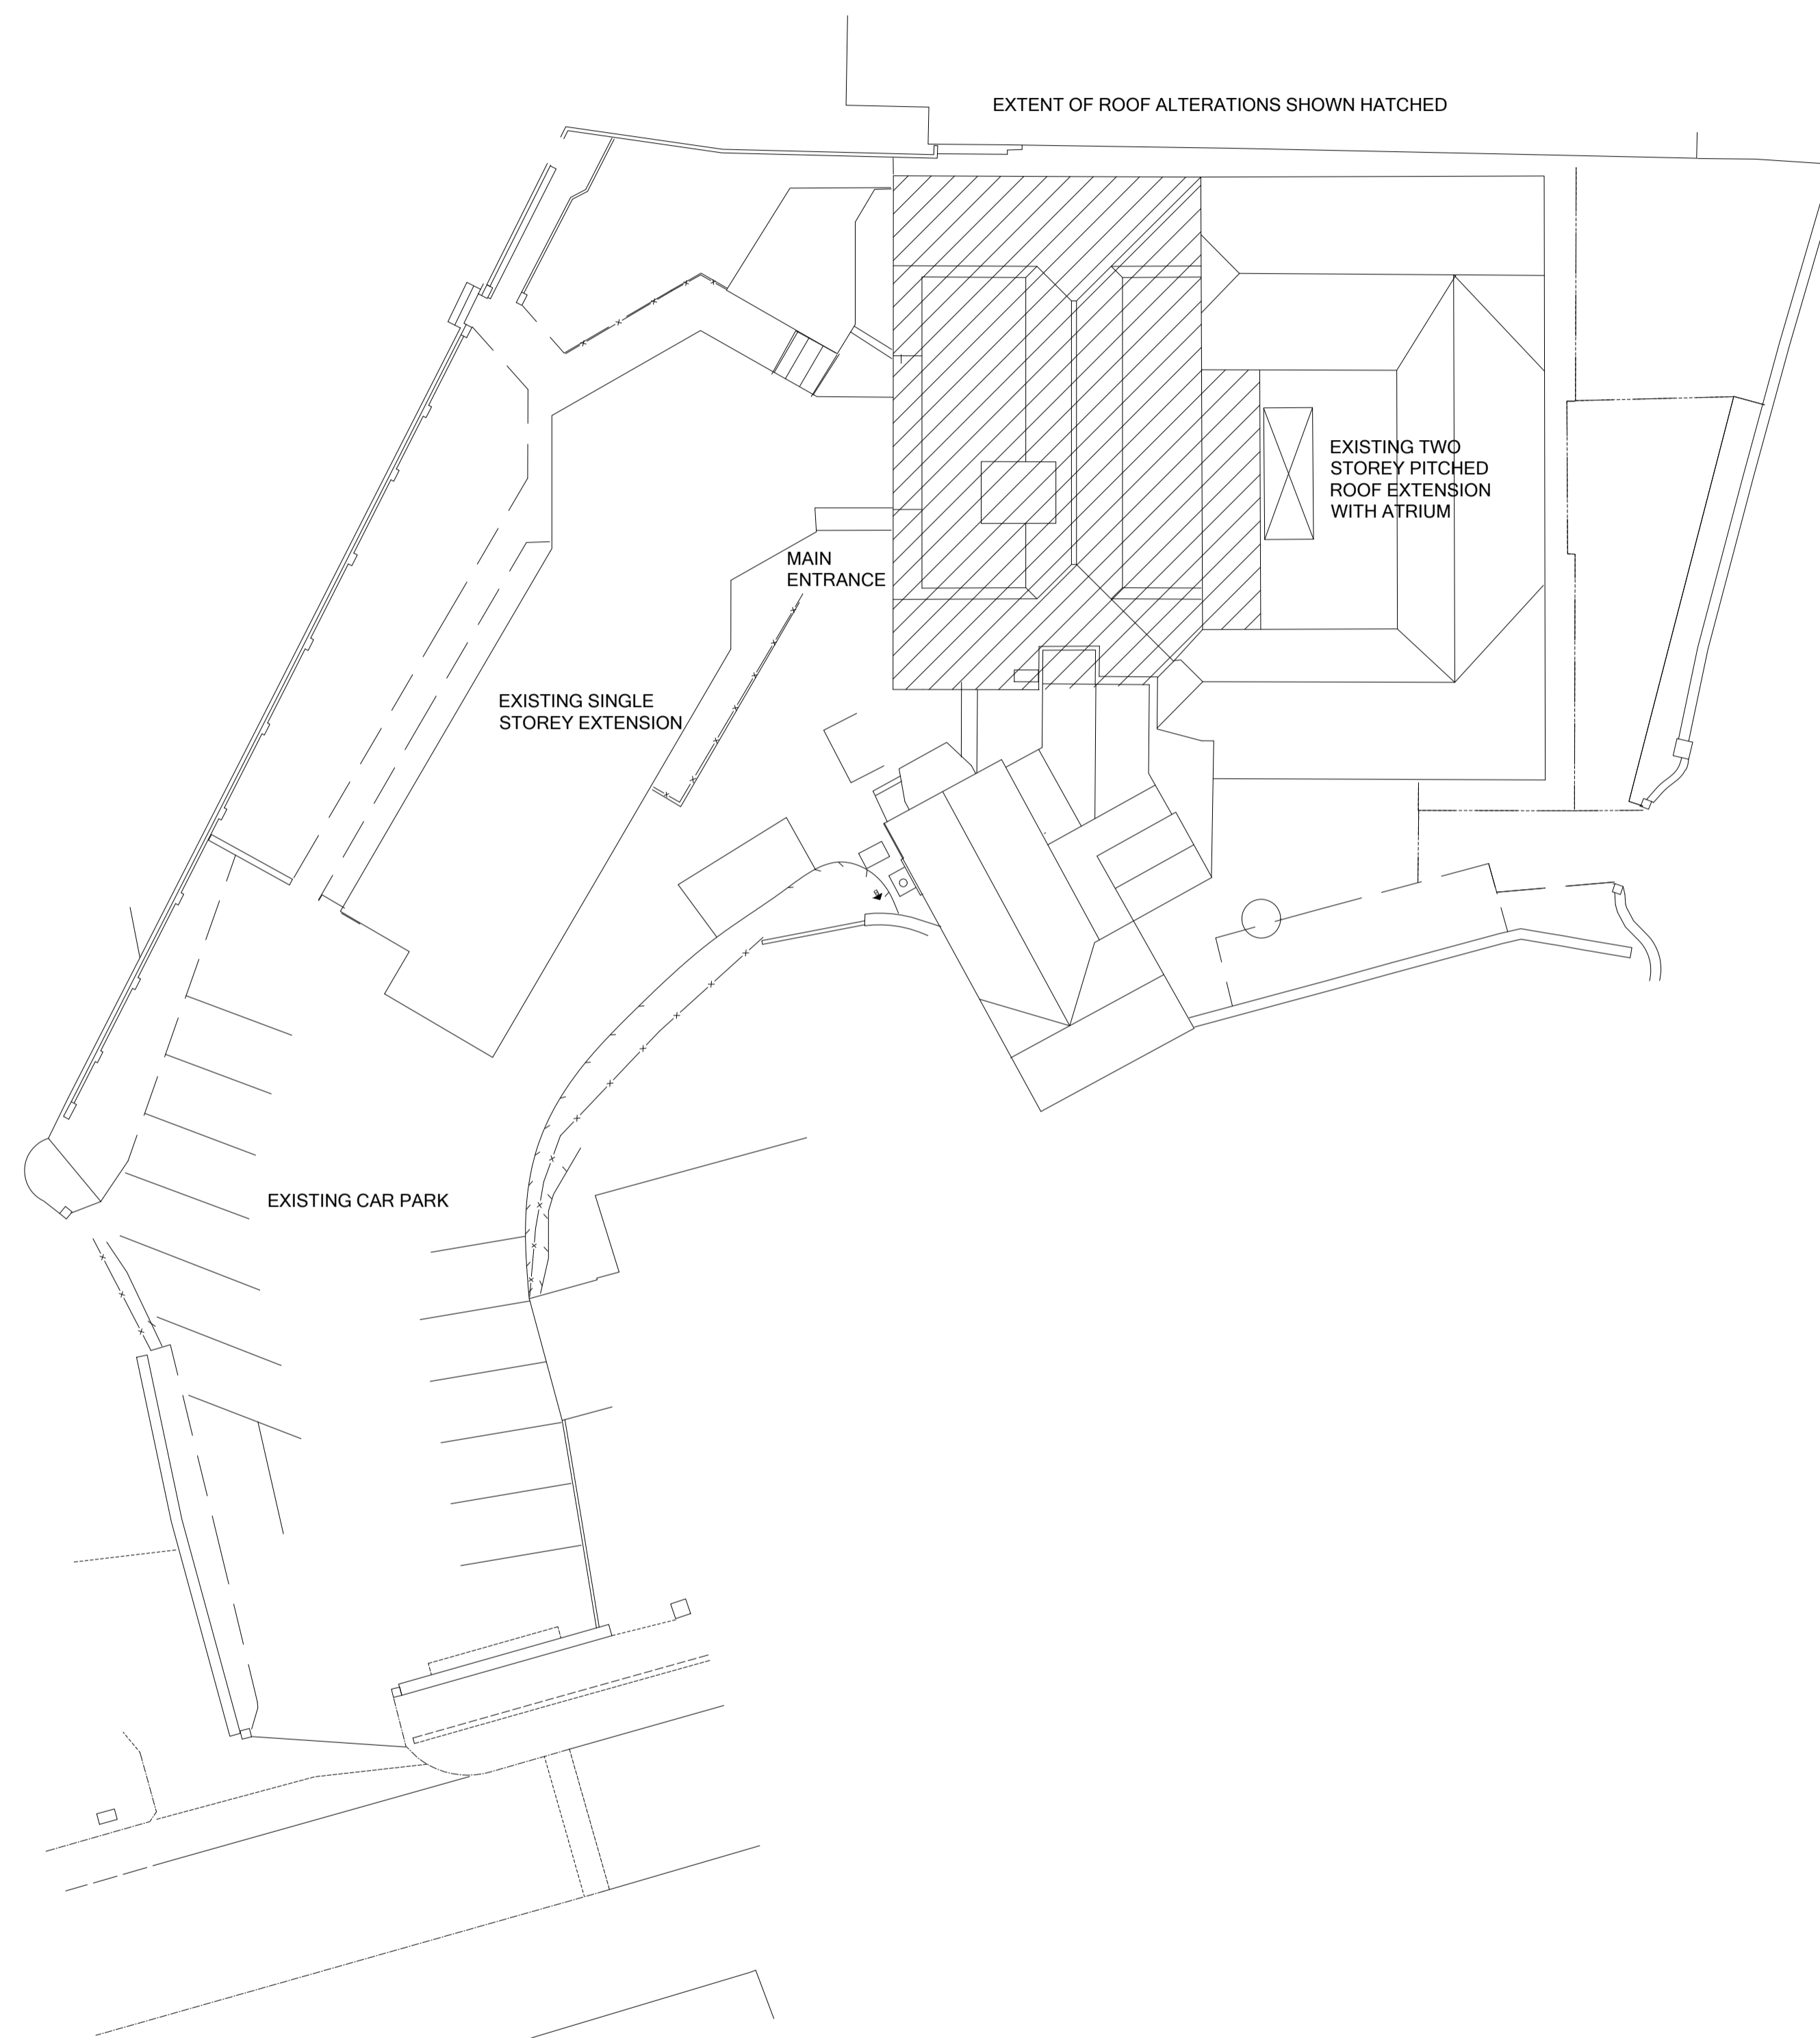 EXTENT OF ROOF ALTERATIONS SHOWN HATCHED
EXISTING TWO
STOREY PITCHED
ROOF EXTENSION
WITH ATRIUM
MAIN
ENTRANCE
EXISTING SINGLE
STOREY EXTENSION
EXISTING CAR PARK